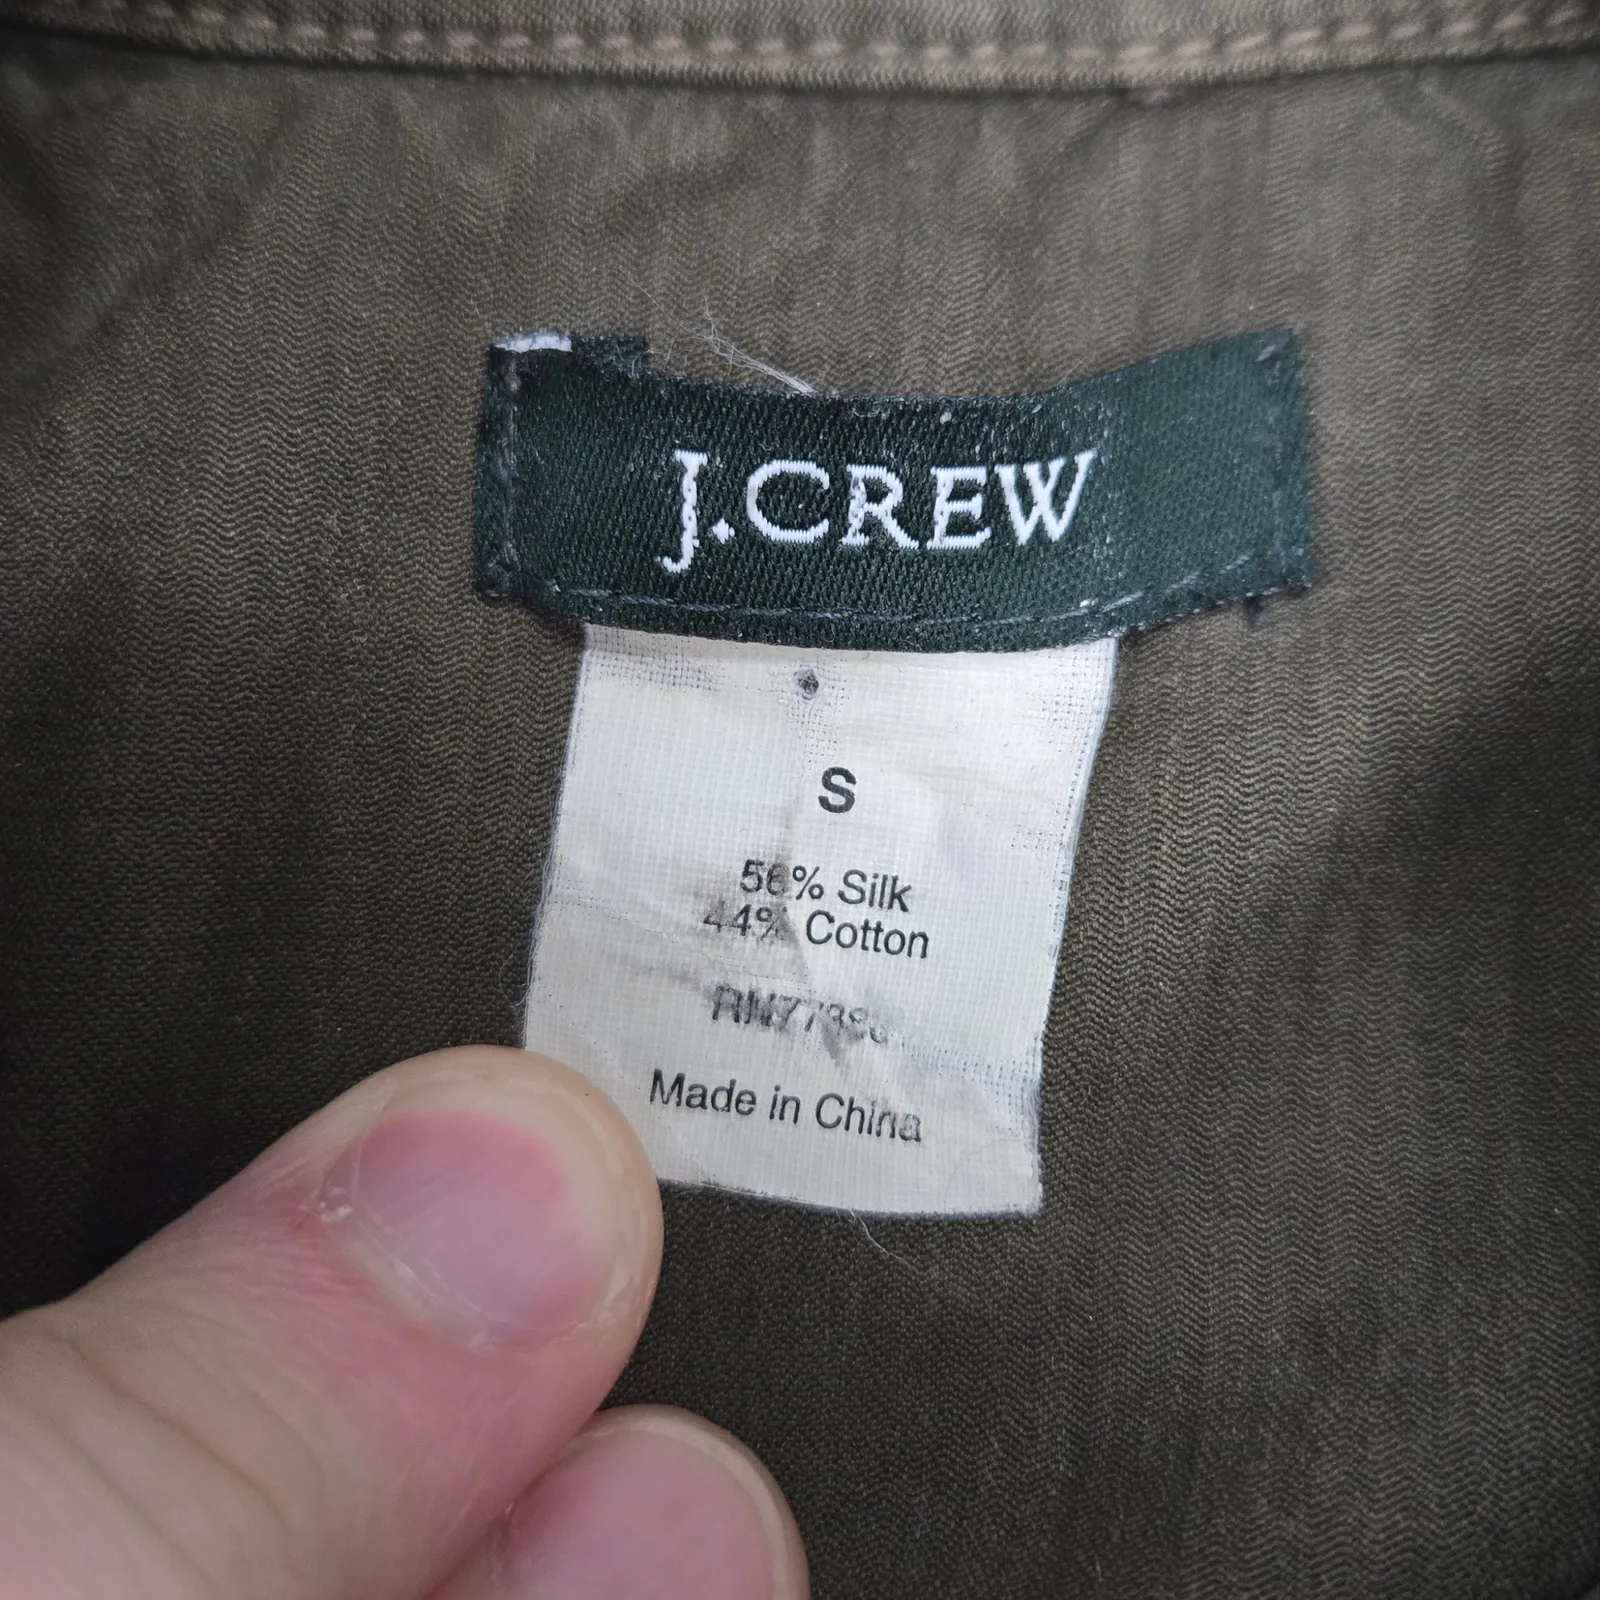 J.CREW
S
56% Silk
44% Cotton
Made in China